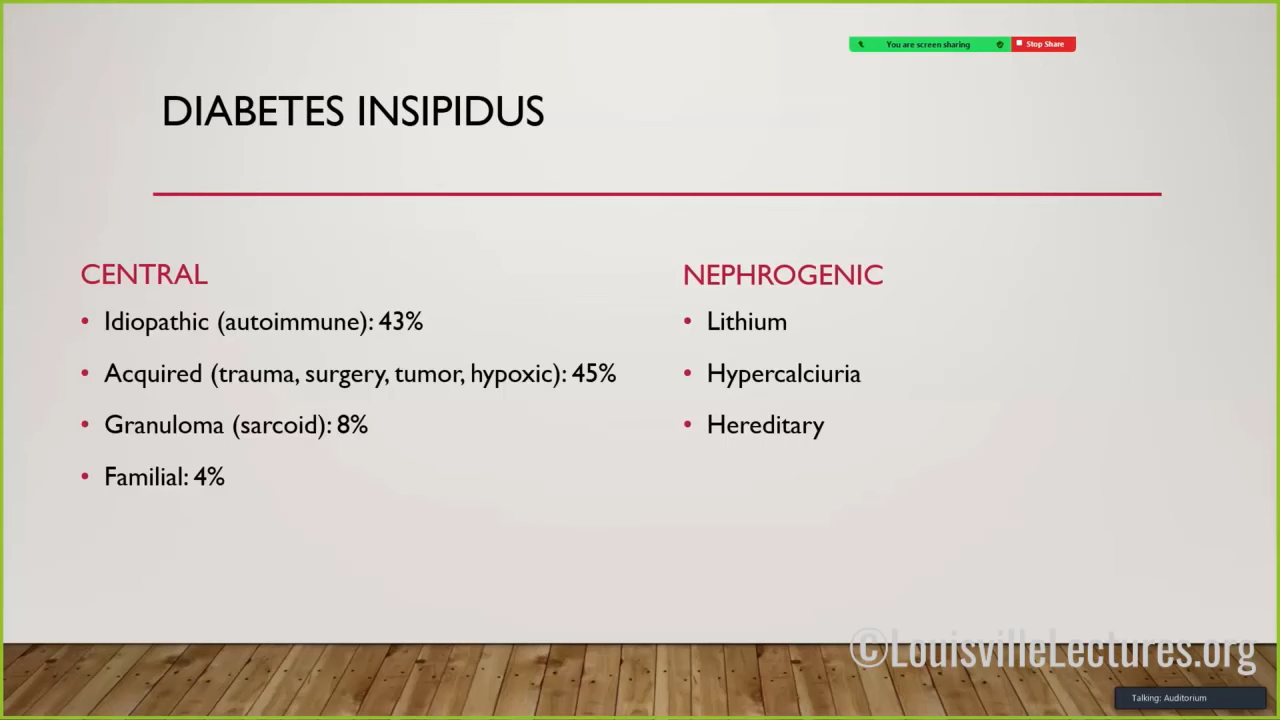 You are screen sharing
Stop Share
DIABETES INSIPIDUS
CENTRAL
• Idiopathic (autoimmune): 43%
• Acquired (trauma, surgery, tumor, hypoxic): 45%
• Granuloma (sarcoid): 8%
• Familial: 4%
NEPHROGENIC
• Lithium
• Hypercalciuria
• Hereditary
©LouisvilleLectures.org
Talking: Auditorium